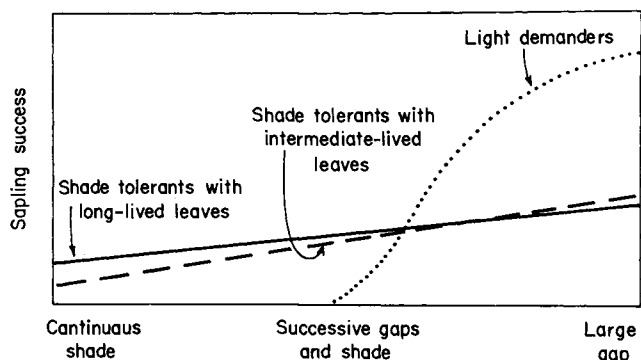 Light demanders
Shade tolerants with
intermediate-lived
leaves
Shade tolerants with
long-lived leaves
Sapling success
Continuaus
shade
Successive gaps
and shade
Large
gap